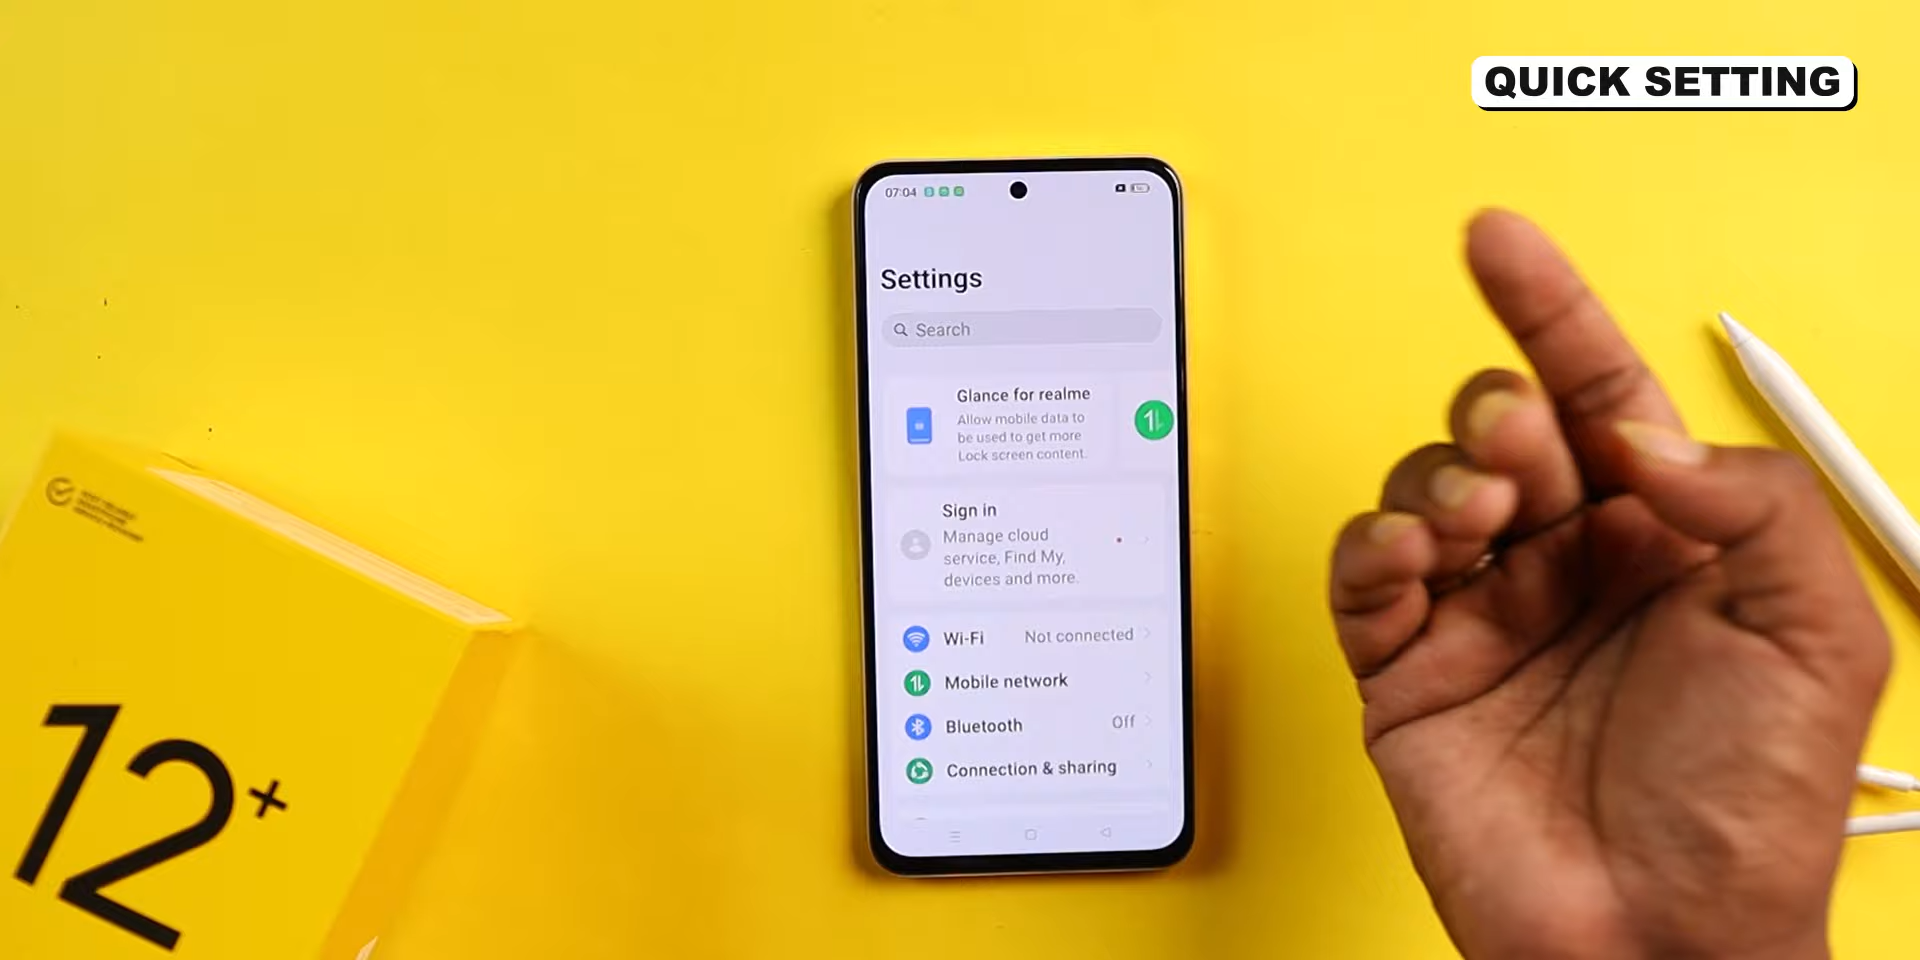 QUICK SETTING
07:04
Settings
Search
Glance for realme
Allow mobile data to
be used to get more
Lock screen content.
Sign in
Manage cloud
service, Find My,
devices and more.
Wi-Fi Not connected
Mobile network
Bluetooth Off
Connection & sharing
12+